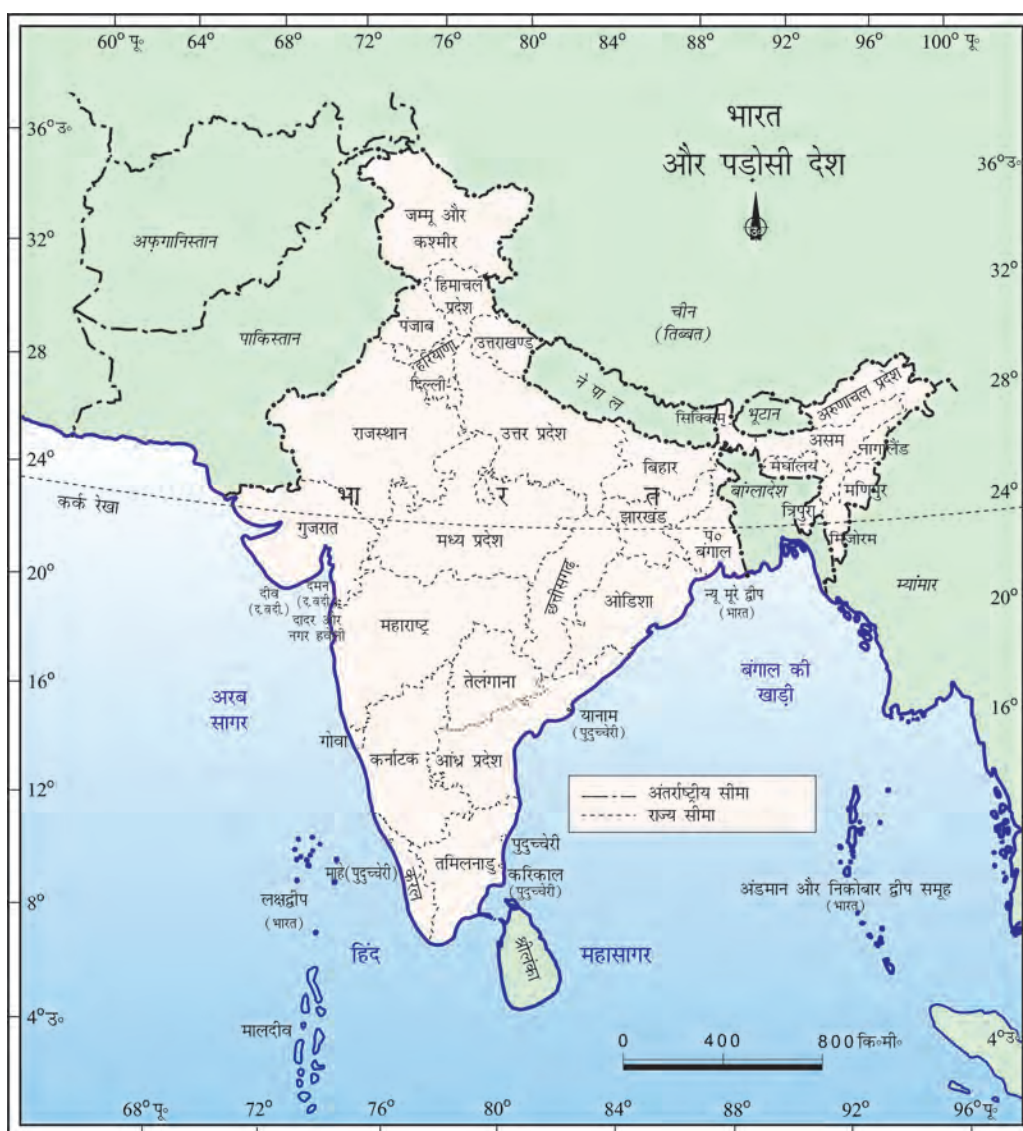 60° पू॰ 64° 68° 72° 76° 80° 84° 88° 92° 96° 100° पू॰
भारत
और पड़ोसी देश
36° उ॰
36° उ॰
जम्मू और
कश्मीर
अफ़गानिस्तान
32°
32°
हिमाचल
प्रदेश
चीन
(तिब्बत)
पंजाब
पाकिस्तान
उत्तराखण्ड
हरियाणा
दिल्ली
28
28°
नेपाल
सिक्किम
भूटान
अरुणाचल प्रदेश
राजस्थान
उत्तर प्रदेश
असम
नागालैंड
बिहार
मेघालय
24°
24°
भारत
बांग्लादेश
मणिपुर
कर्क रेखा
त्रिपुरा
झारखंड
गुजरात
मध्य प्रदेश
प॰
बंगाल
मिजोरम
20°
20°
छत्तीसगढ़
म्यांमार
दीव
(द.वदी.)
दमन
(द.वदी.)
दादर और
नगर हवेली
ओडिशा
न्यू मूरे द्वीप
(भारत)
महाराष्ट्र
तेलंगाना
16°
16°
अरब
सागर
बंगाल की
खाड़ी
यानाम
(पुदुच्चेरी)
गोवा
कर्नाटक
आंध्र प्रदेश
12°
12°
अंतर्राष्ट्रीय सीमा
राज्य सीमा
पुदुच्चेरी
माहे(पुदुच्चेरी)
केरल
तमिलनाडु
करिकाल
(पुदुच्चेरी)
लक्षद्वीप
(भारत)
अंडमान और निकोबार द्वीप समूह
(भारत)
8°
8°
हिंद
महासागर
श्रीलंका
4° उ॰
4° उ॰
मालदीव
0 400 800 कि॰मी॰
68° पू॰ 72° 76° 80° 84° 88° 92° 96° पू॰